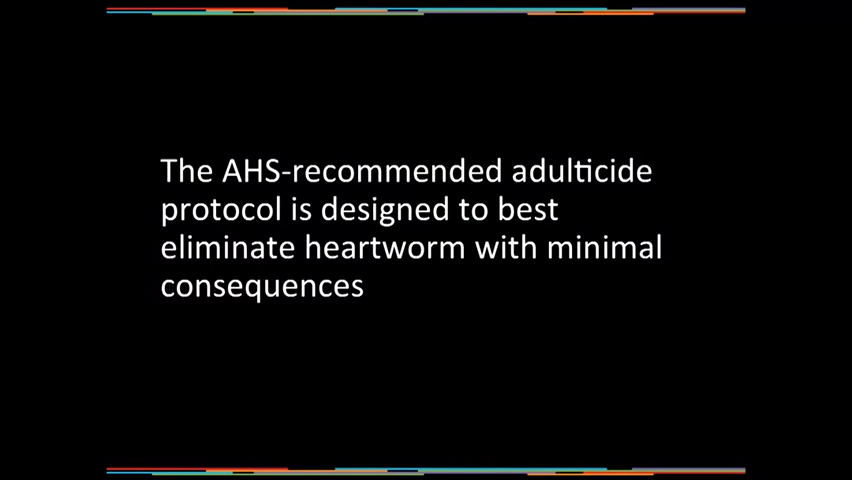 The AHS-recommended adulticide
protocol is designed to best
eliminate heartworm with minimal
consequences